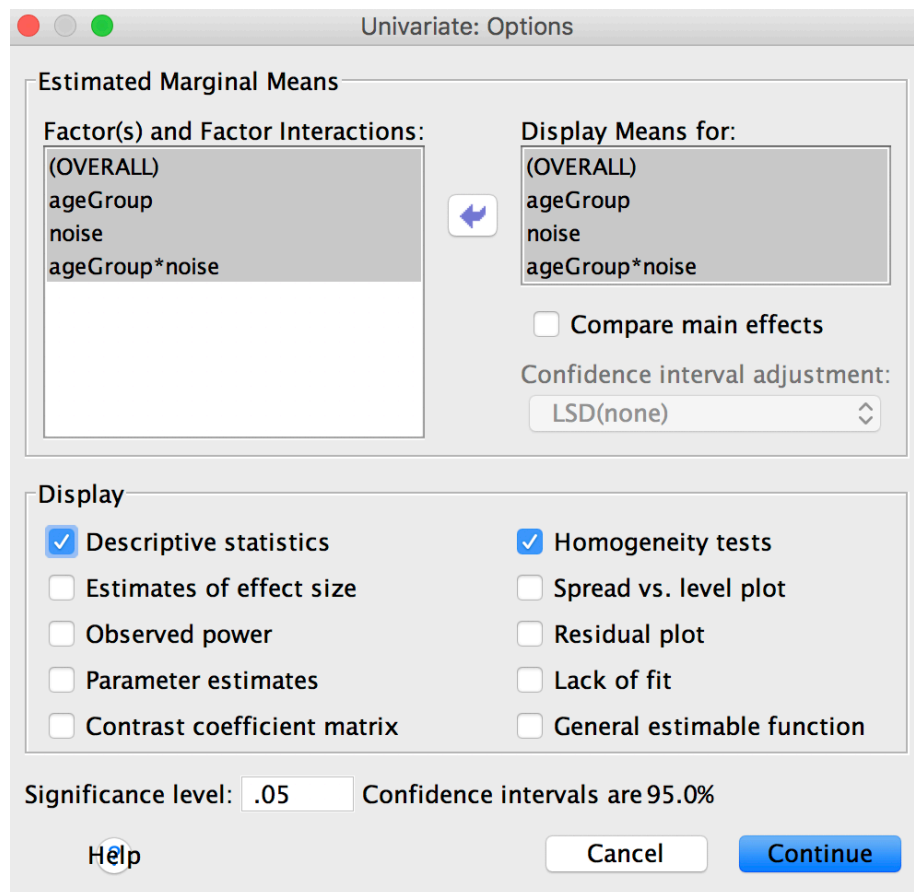 Univariate: Options
Estimated Marginal Means
Factor(s) and Factor Interactions:
(OVERALL)
ageGroup
noise
ageGroup*noise
Display Means for:
(OVERALL)
ageGroup
noise
ageGroup*noise
Compare main effects
Confidence interval adjustment:
LSD(none)
Display
Descriptive statistics
Estimates of effect size
Observed power
Parameter estimates
Contrast coefficient matrix
Homogeneity tests
Spread vs. level plot
Residual plot
Lack of fit
General estimable function
Significance level: .05 Confidence intervals are 95.0%
Help
Cancel
Continue